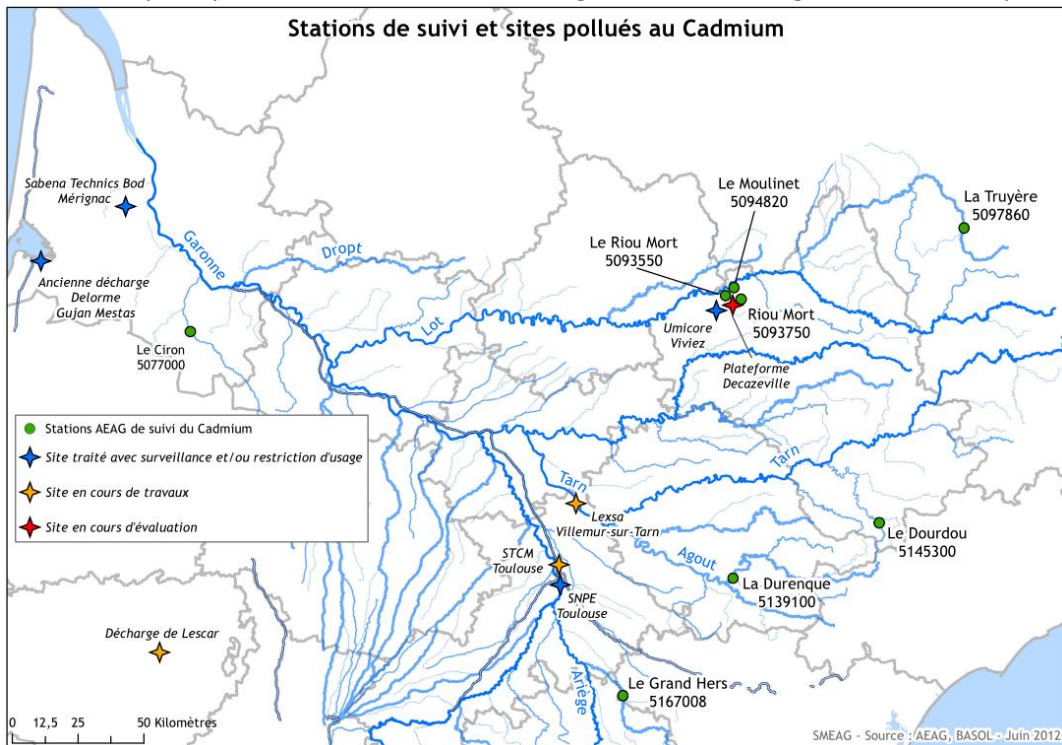 Stations de suivi et sites pollués au Cadmium
Sabena Technics Bod
Mérignac
Ancienne décharge
Delorme
Gujan Mestas
Le Ciron
5077000
Garonne
Dropt
Lot
Le Moulinet
5094820
Le Riou Mort
5093550
La Truyère
5097860
Umicore
Viviez
Riou Mort
5093750
Plateforme
Decazeville
Stations AEAG de suivi du Cadmium
Site traité avec surveillance et/ou restriction d'usage
Site en cours de travaux
Site en cours d'évaluation
Tarn
Tarn
Lexsa
Villemur-sur-Tarn
STCM
Toulouse
SNPE
Toulouse
Agout
Le Dourdou
5145300
La Durenque
5139100
Décharge de Lescar
Ariège
Le Grand Hers
5167008
0 12,5 25 50 Kilomètres
SMEAG - Source : AEAG, BASOL - Juin 2012